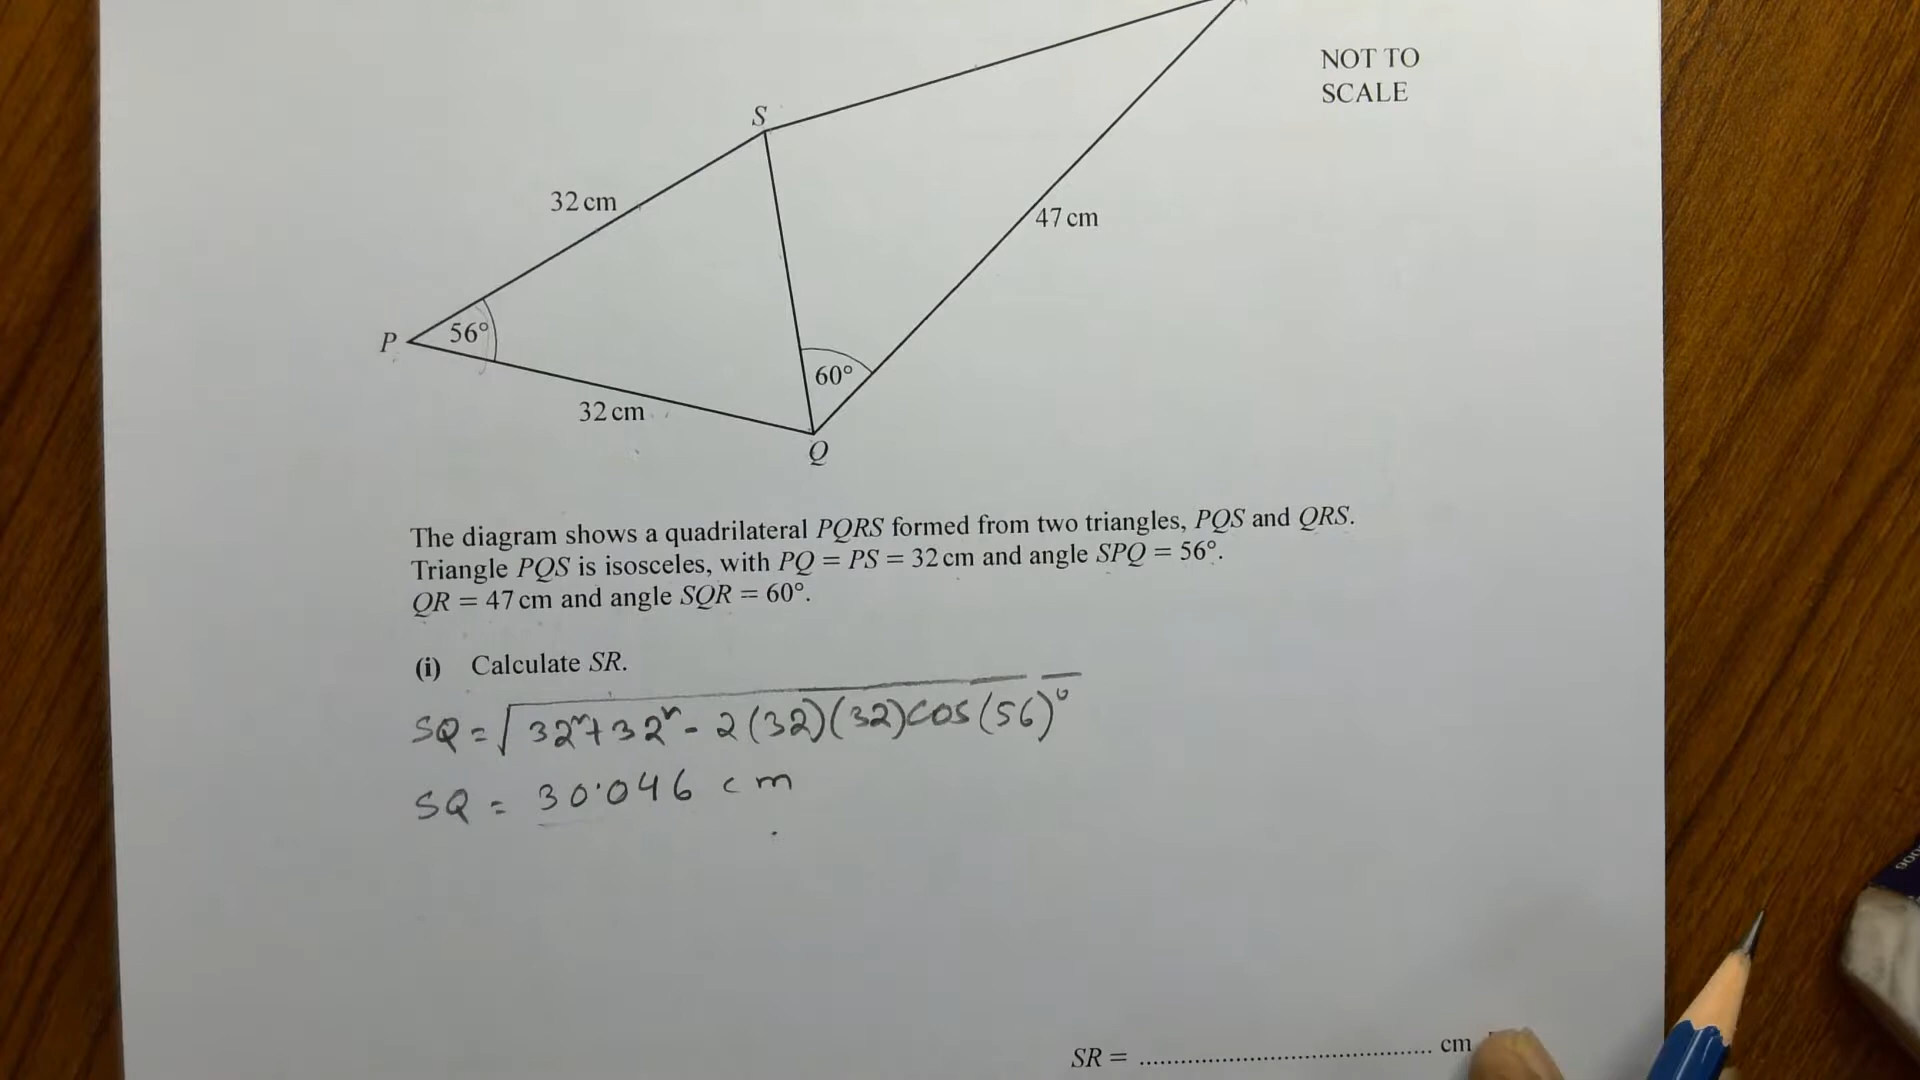 NOT TO
SCALE
S
32 cm
47 cm
P
56°
60°
32 cm
Q
The diagram shows a quadrilateral PQRS formed from two triangles, PQS and QRS.
Triangle PQS is isosceles, with PQ = PS = 32 cm and angle SPQ = 56°.
QR = 47 cm and angle SQR = 60°.
(i) Calculate SR.
SQ = √32²+32² - 2(32)(32)cos(56)°
SQ = 30.046 cm
SR = ............................................ cm